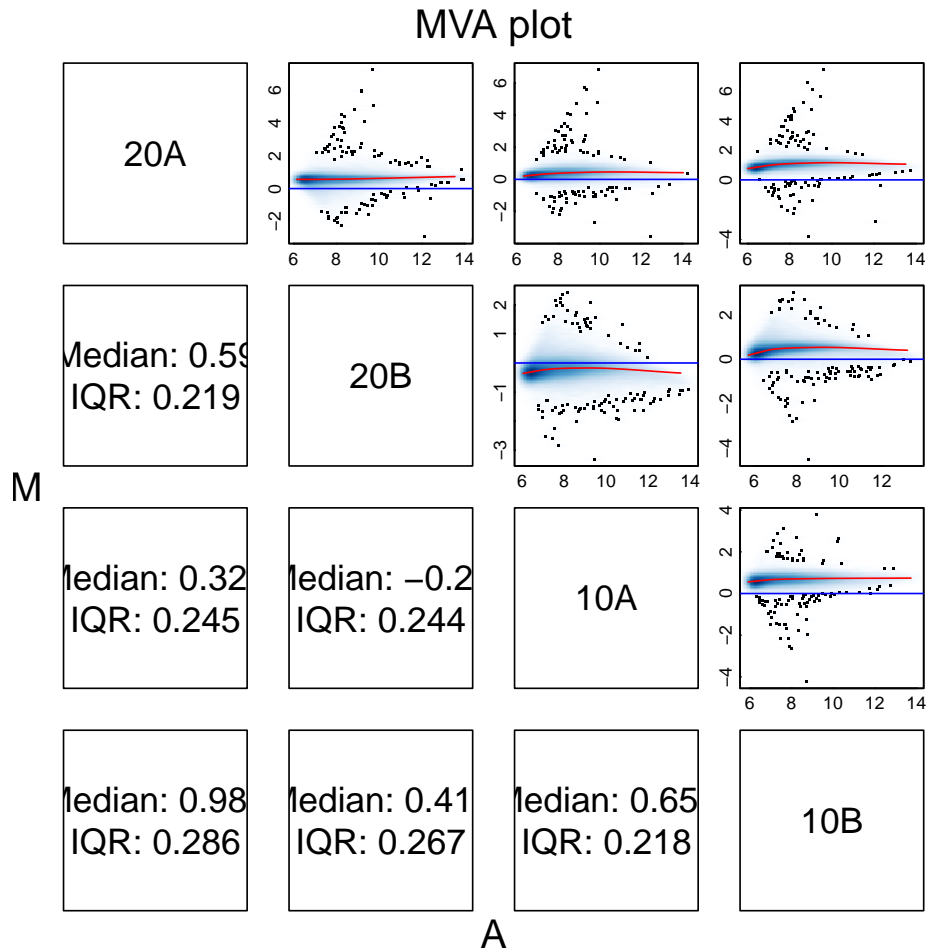 MVA plot
20A
6
4
2
0
−2
6 8 10 12 14
6
4
2
0
−2
6 8 10 12 14
6
4
2
0
−4
6 8 10 12 14
Median: 0.59
IQR: 0.219
20B
2
1
−1
−3
6 8 10 12 14
2
0
−2
−4
6 8 10 12
M
Median: 0.32
IQR: 0.245
Median: −0.2
IQR: 0.244
10A
4
2
0
−2
−4
6 8 10 12 14
Median: 0.98
IQR: 0.286
Median: 0.41
IQR: 0.267
Median: 0.65
IQR: 0.218
10B
A